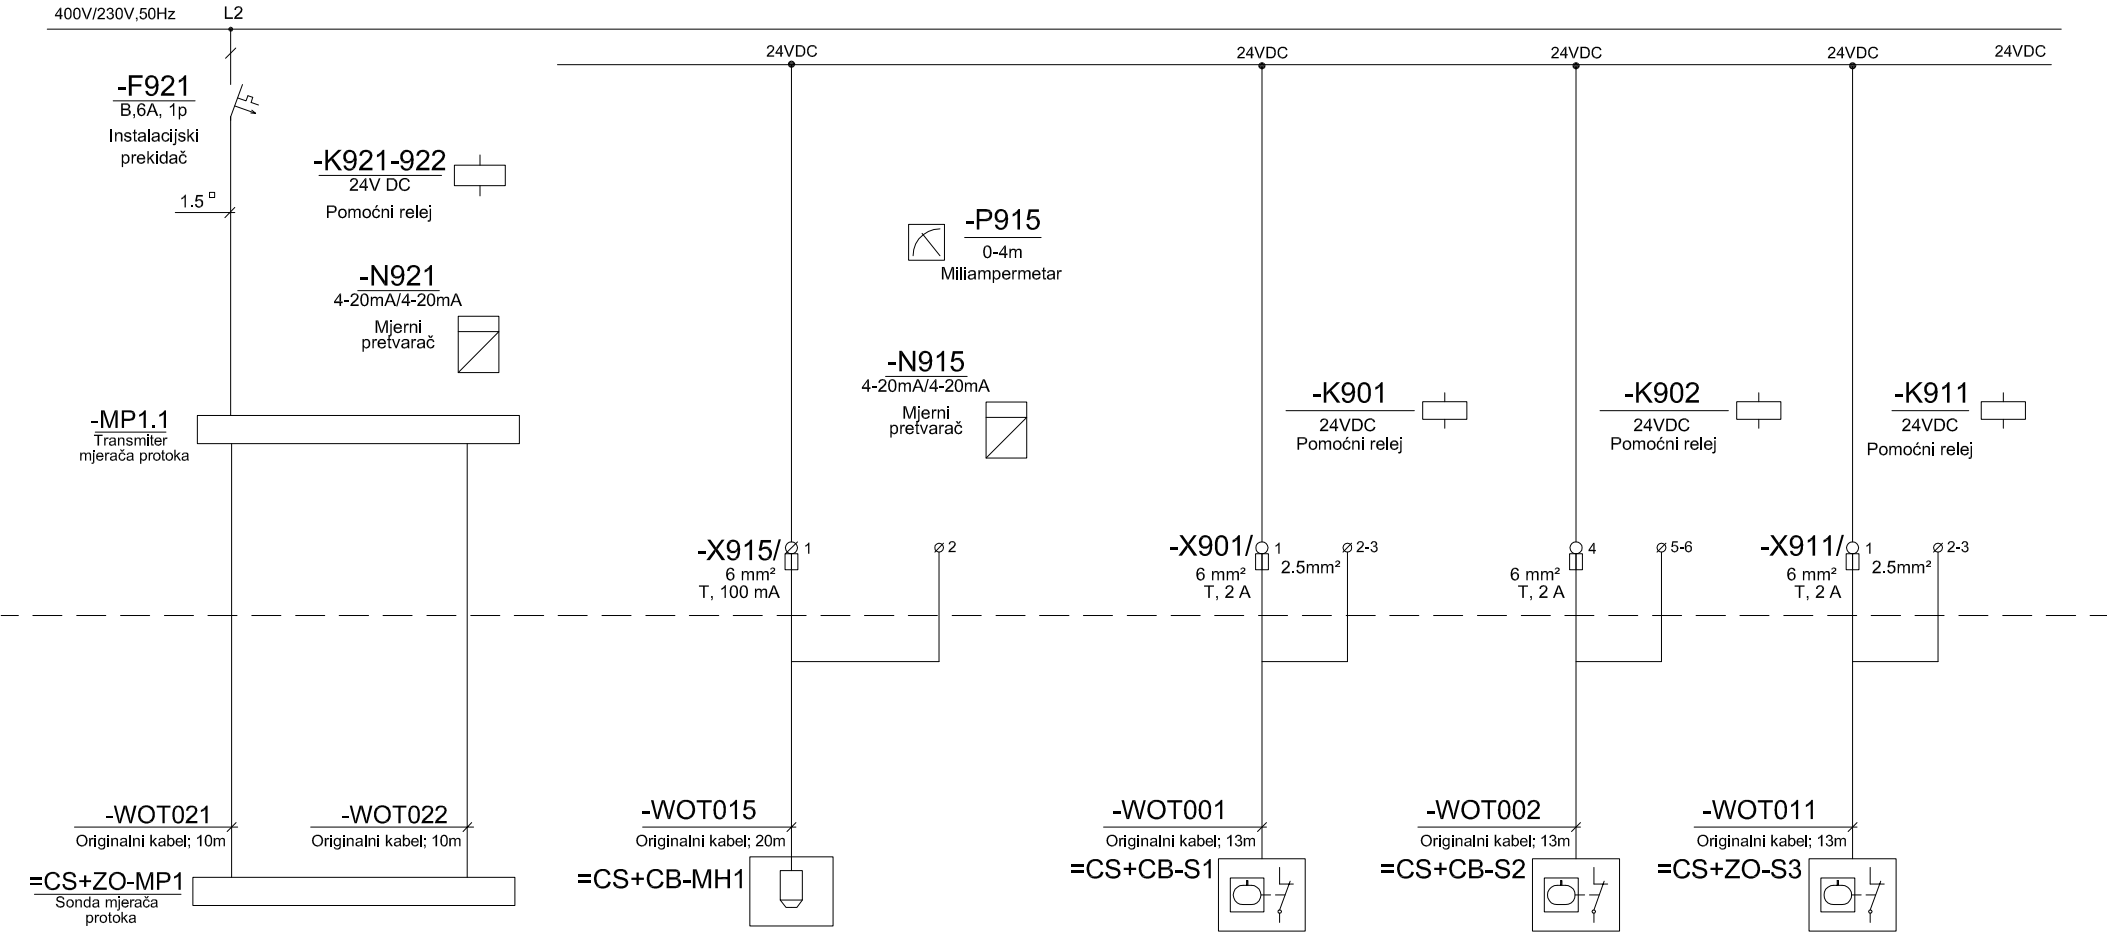 400V/230V,50Hz
L2
24VDC
24VDC
24VDC
24VDC
24VDC
-F921
B,6A, 1p
Instalacijski
prekidač
1.5
-K921-922
24V DC
Pomoćni relej
-N921
4-20mA/4-20mA
Mjerni
pretvarač
-MP1.1
Transmiter
mjerača protoka
-P915
0-4m
Miliampermetar
-N915
4-20mA/4-20mA
Mjerni
pretvarač
-K901
24VDC
Pomoćni relej
-K902
24VDC
Pomoćni relej
-K911
24VDC
Pomoćni relej
-X915/ 1
6 mm²
T, 100 mA
2
-X901/ 1
6 mm²
T, 2 A
2.5mm²
2-3
4
6 mm²
T, 2 A
5-6
-X911/ 1
6 mm²
T, 2 A
2.5mm²
2-3
-WOT021
Originalni kabel; 10m
-WOT022
Originalni kabel; 10m
-WOT015
Originalni kabel; 20m
-WOT001
Originalni kabel; 13m
-WOT002
Originalni kabel; 13m
-WOT011
Originalni kabel; 13m
=CS+ZO-MP1
Sonda mjerača
protoka
=CS+CB-MH1
=CS+CB-S1
=CS+CB-S2
=CS+ZO-S3